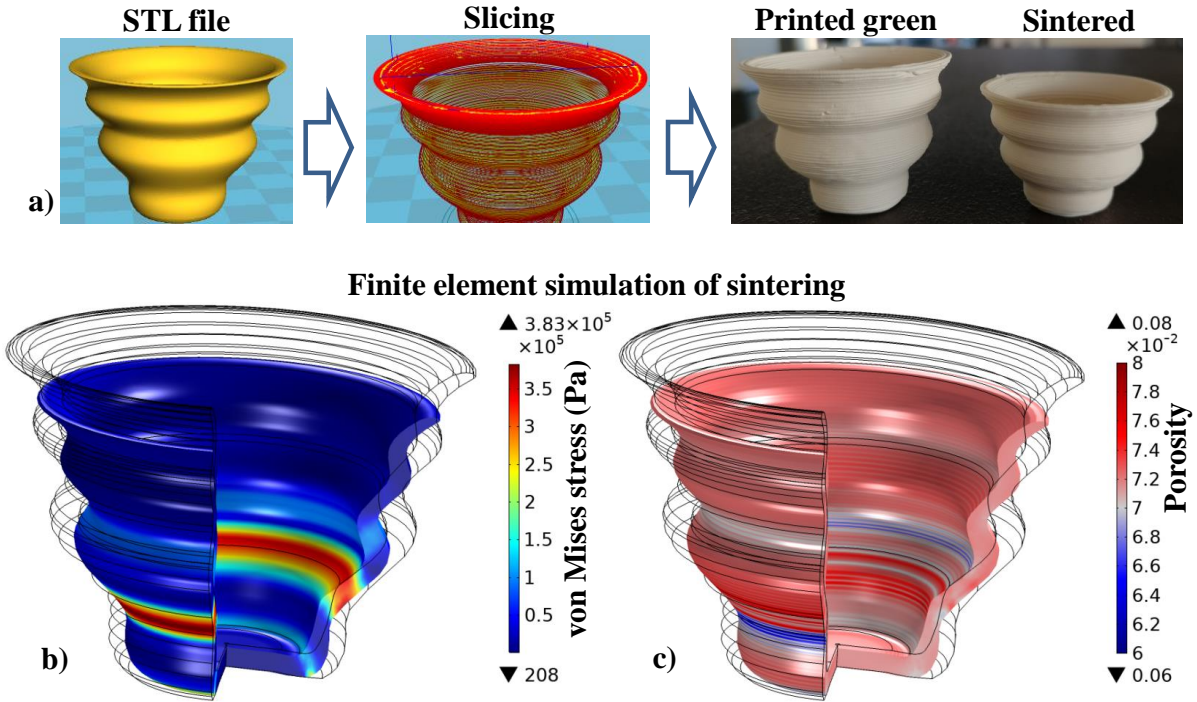 STL file
Slicing
Printed green
Sintered
a)
Finite element simulation of sintering
▲ 3.83×10⁵
×10⁵
3.5
3
2.5
2
1.5
1
0.5
▼ 208
von Mises stress (Pa)
b)
▲ 0.08
×10⁻²
8
7.8
7.6
7.4
7.2
7
6.8
6.6
6.4
6.2
6
▼ 0.06
Porosity
c)